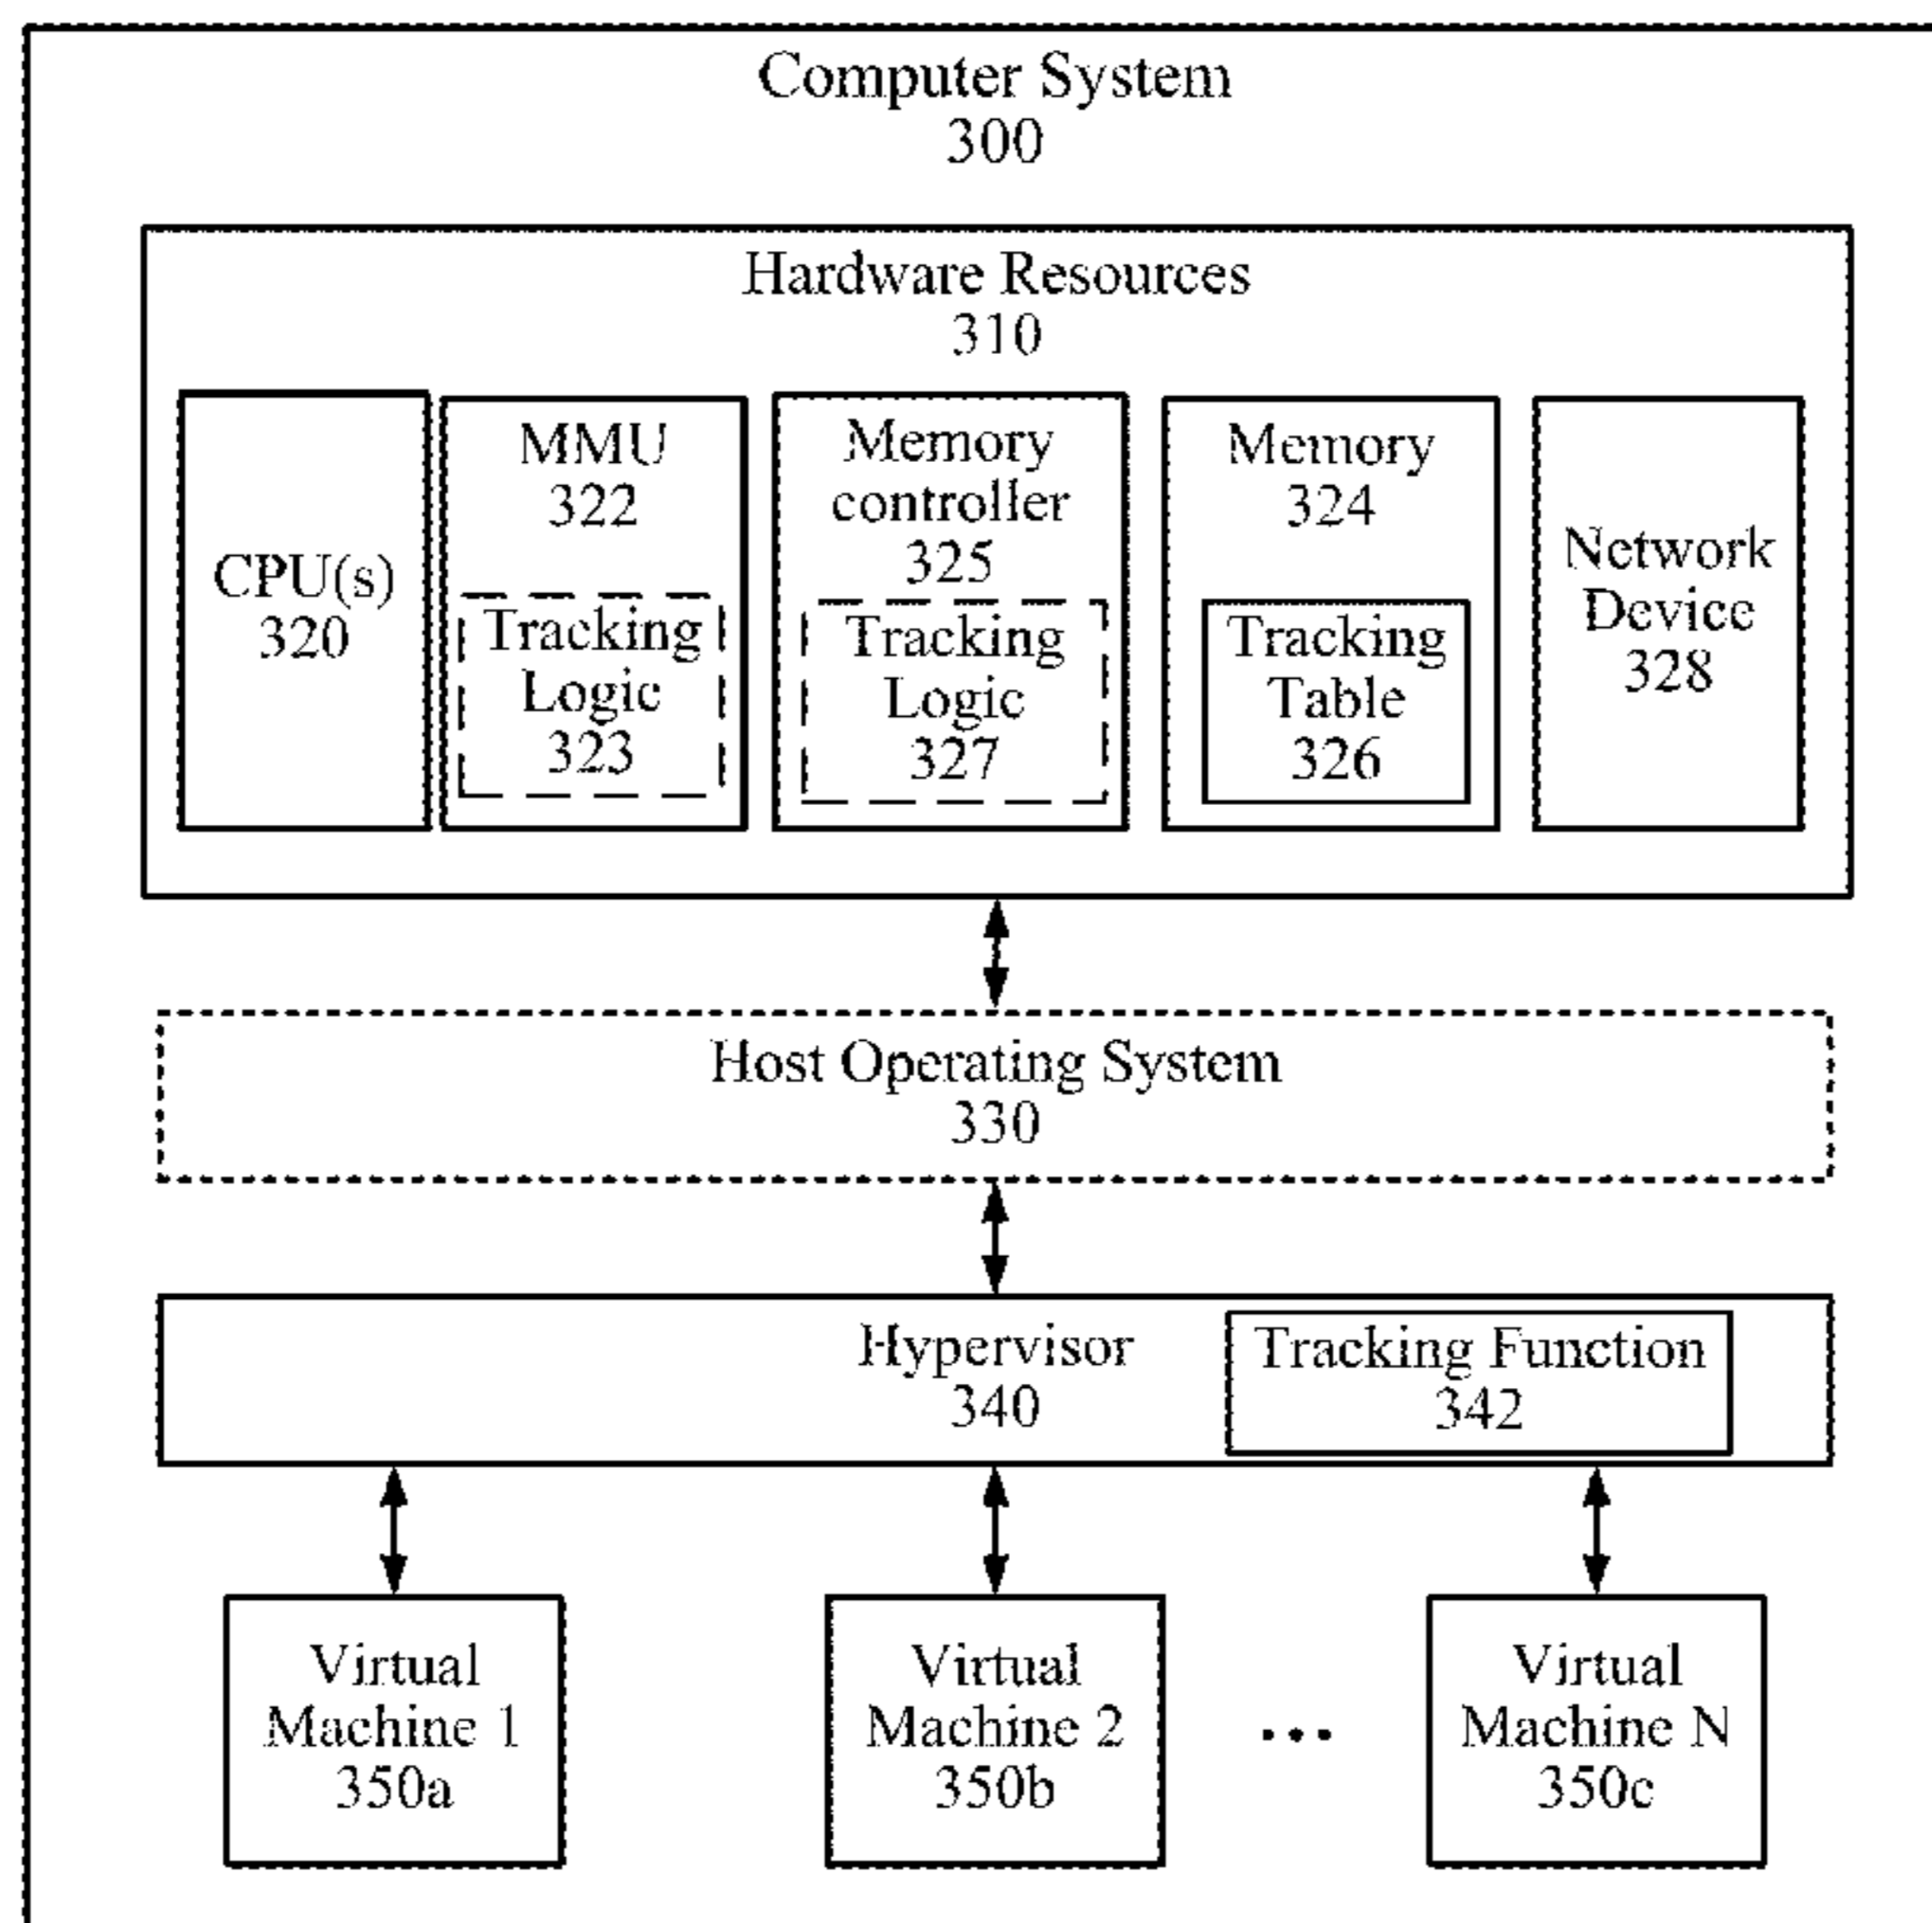 Computer System
300
Hardware Resources
310
CPU(s)
320
MMU
322
Tracking
Logic
323
Memory
controller
325
Tracking
Logic
327
Memory
324
Tracking
Table
326
Network
Device
328
Host Operating System
330
Hypervisor
340
Tracking Function
342
Virtual
Machine 1
350a
Virtual
Machine 2
350b
...
Virtual
Machine N
350c